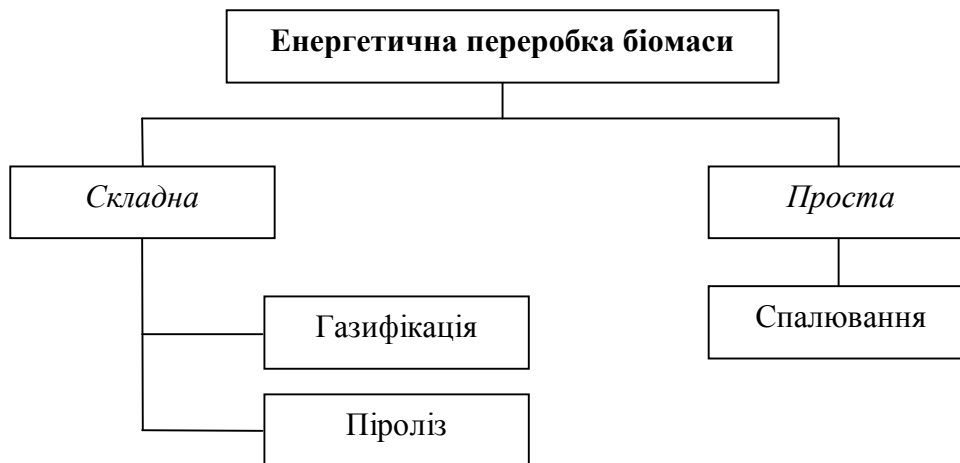 Енергетична переробка біомаси
Складна
Проста
Газифікація
Спалювання
Піроліз